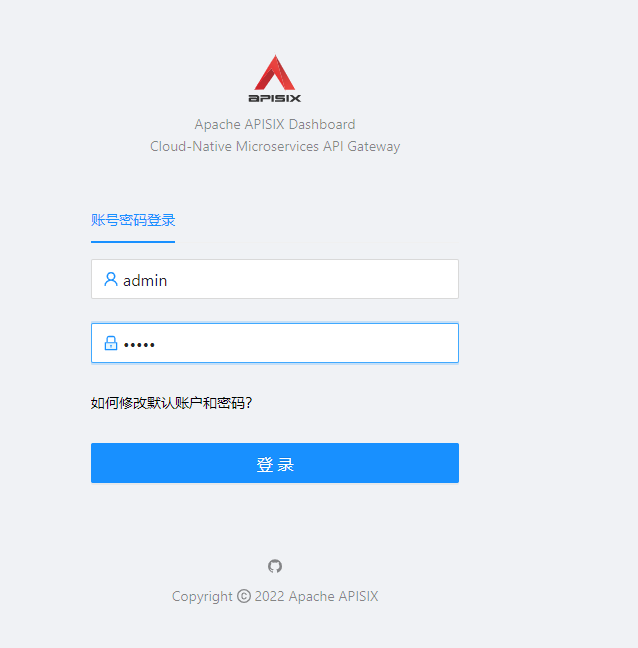 APISIX
Apache APISIX Dashboard
Cloud-Native Microservices API Gateway
账号密码登录
admin
•••••
如何修改默认账户和密码?
登 录
Copyright © 2022 Apache APISIX